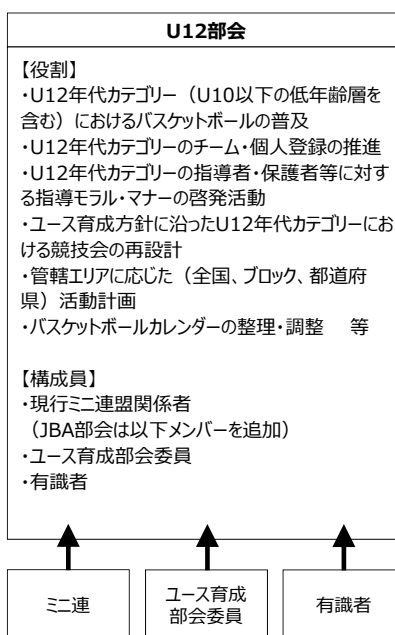 U12部会
【役割】
・U12年代カテゴリー（U10以下の低年齢層を
含む）におけるバスケットボールの普及
・U12年代カテゴリーのチーム・個人登録の推進
・U12年代カテゴリーの指導者・保護者等に対す
る指導モラル・マナーの啓発活動
・ユース育成方針に沿ったU12年代カテゴリーにお
ける競技会の再設計
・管轄エリアに応じた（全国、ブロック、都道府
県）活動計画
・バスケットボールカレンダーの整理・調整　等
【構成員】
・現行ミニ連盟関係者
（JBA部会は以下メンバーを追加）
・ユース育成部会委員
・有識者
ミニ連
ユース育成
部会委員
有識者